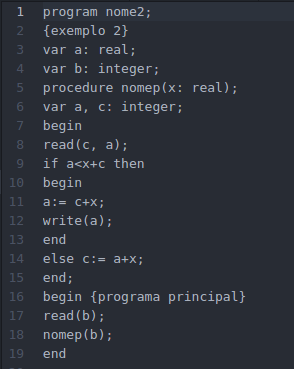 1 program nome2;
2 {exemplo 2}
3 var a: real;
4 var b: integer;
5 procedure nomep(x: real);
6 var a, c: integer;
7 begin
8 read(c, a);
9 if a<x+c then
10 begin
11 a:= c+x;
12 write(a);
13 end
14 else c:= a+x;
15 end;
16 begin {programa principal}
17 read(b);
18 nomep(b);
19 end